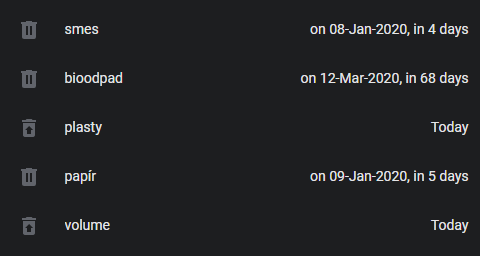 smes on 08-Jan-2020, in 4 days
bioodpad on 12-Mar-2020, in 68 days
plasty Today
papír on 09-Jan-2020, in 5 days
volume Today